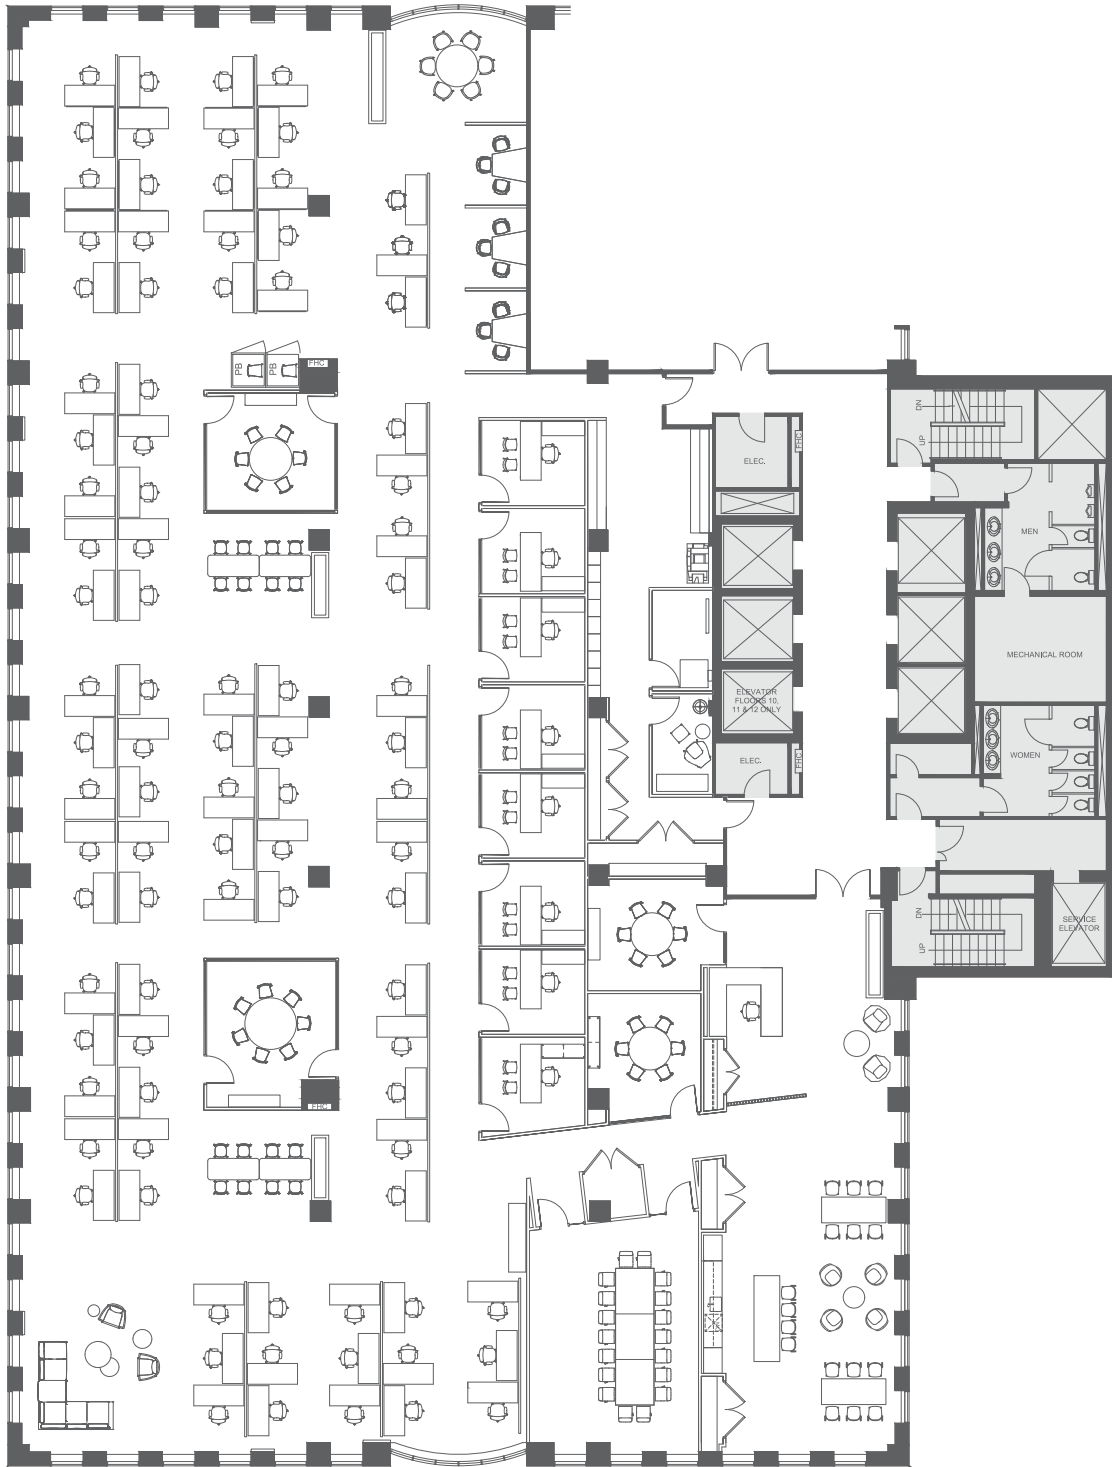 PB
PB
FHC
DN
UP
ELEC.
FHC
MEN
MECHANICAL ROOM
ELEVATOR
FLOORS 10,
11 & 12 ONLY
WOMEN
ELEC.
FHC
DN
UP
SERVICE
ELEVATOR
FHC